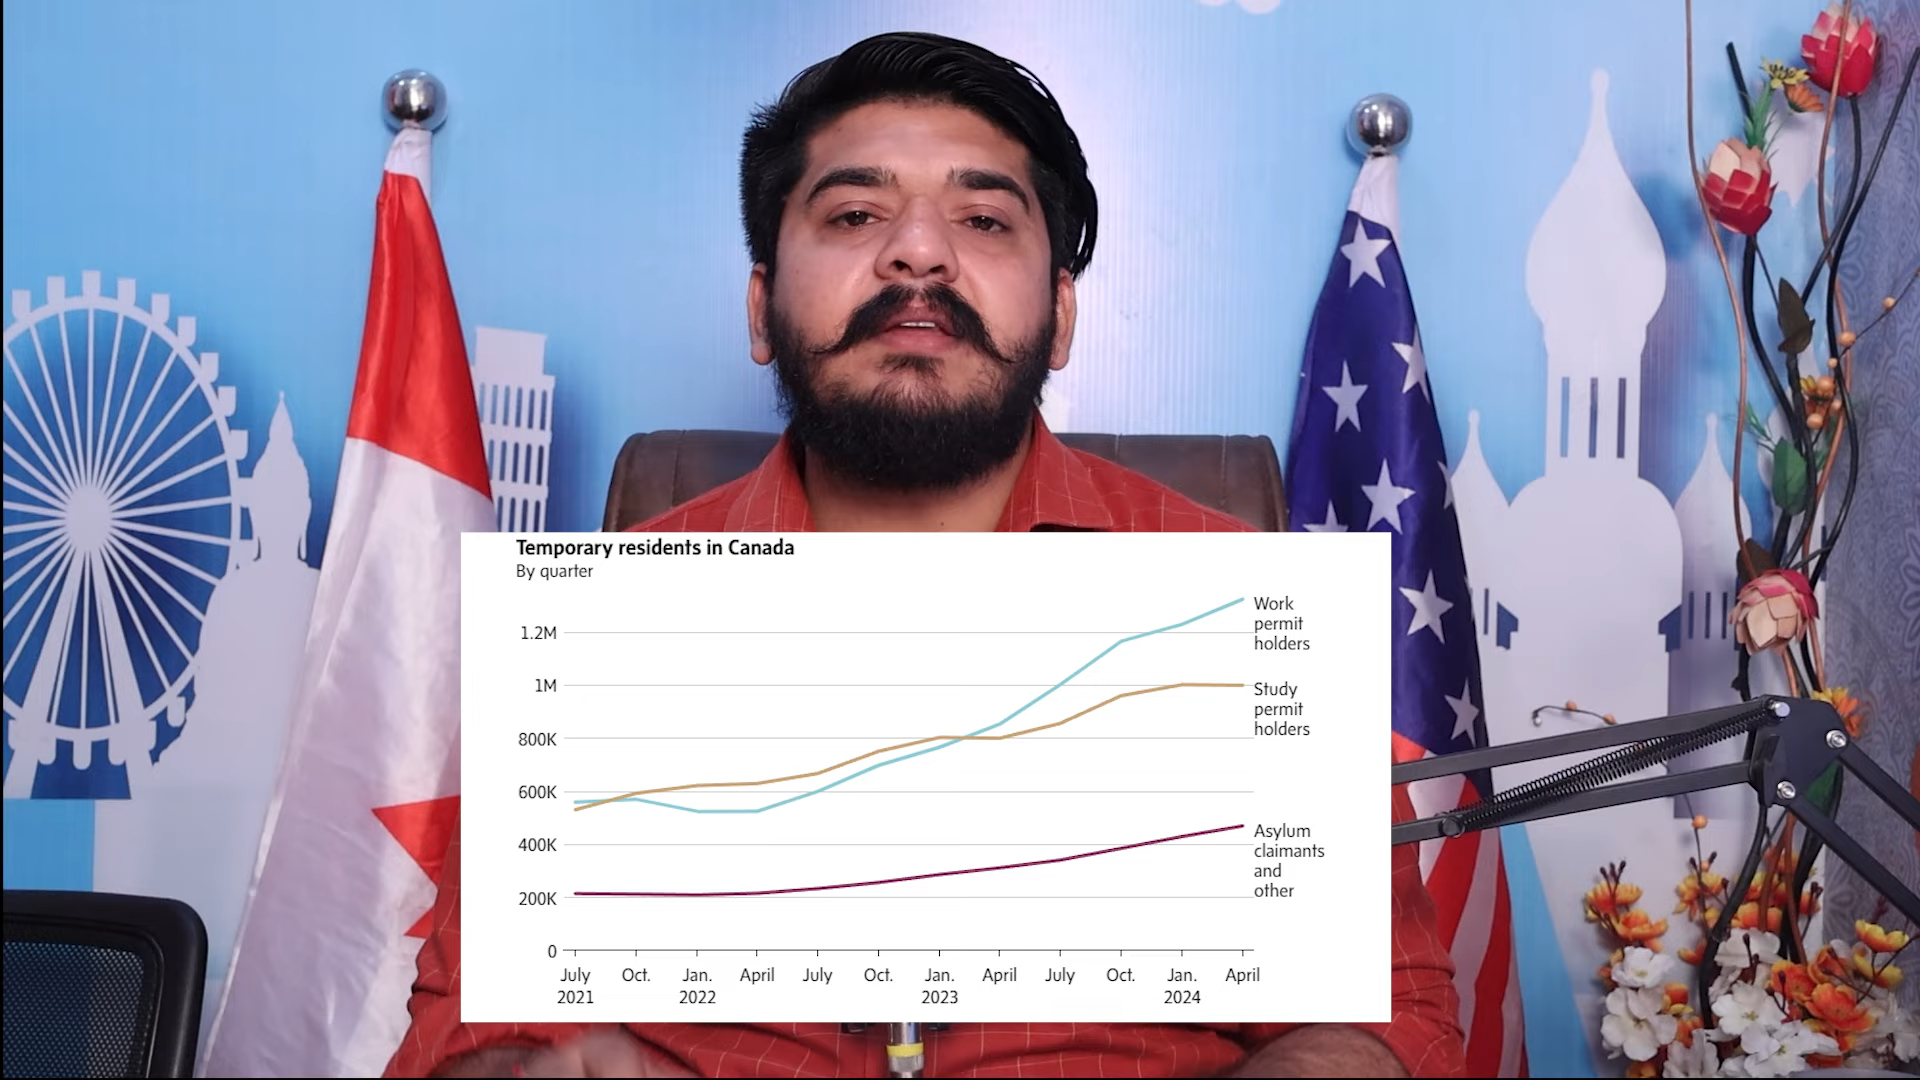 Temporary residents in Canada
By quarter
Work
permit
holders
1.2M
1M
Study
permit
holders
800K
600K
400K
Asylum
claimants
and
other
200K
0
July Oct. Jan. April July Oct. Jan. April July Oct. Jan. April
2021 2022 2023 2024